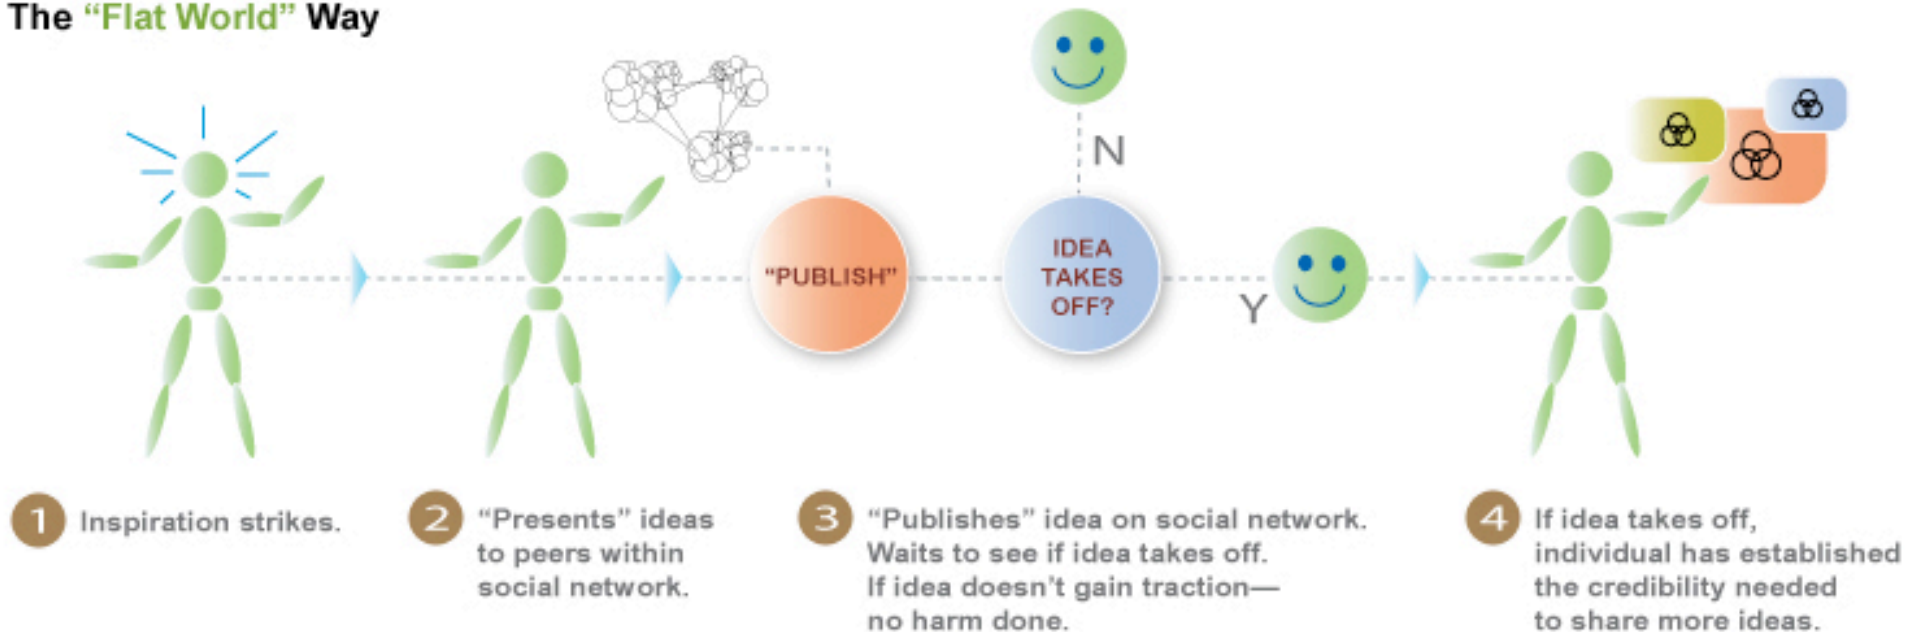 The “Flat World” Way
“PUBLISH”
IDEA
TAKES
OFF?
N
Y
1 Inspiration strikes.
2 “Presents” ideas
to peers within
social network.
3 “Publishes” idea on social network.
Waits to see if idea takes off.
If idea doesn’t gain traction—
no harm done.
4 If idea takes off,
individual has established
the credibility needed
to share more ideas.